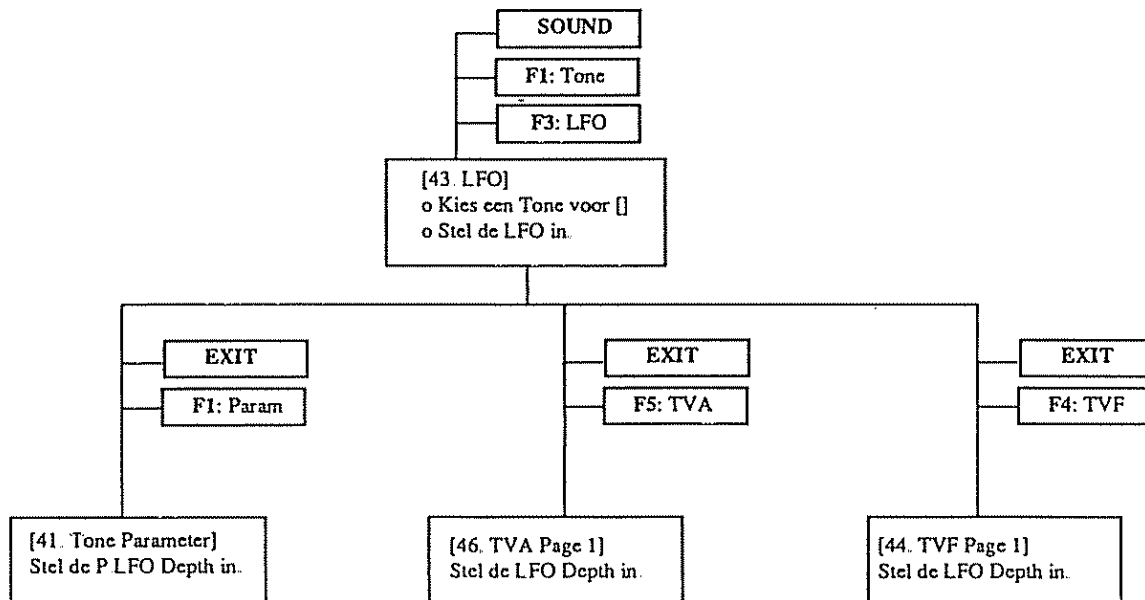 SOUND
F1: Tone
F3: LFO
[43. LFO]
o Kies een Tone voor []
o Stel de LFO in.
EXIT
F1: Param
EXIT
F5: TVA
EXIT
F4: TVF
[41. Tone Parameter]
Stel de P.LFO Depth in.
[46. TVA Page 1]
Stel de LFO Depth in.
[44. TVF Page 1]
Stel de LFO Depth in.